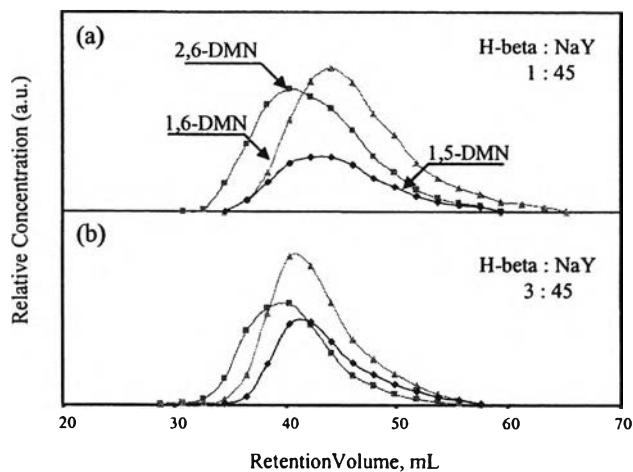 (a)
2,6-DMN
H-beta : NaY
1 : 45
1,6-DMN
1,5-DMN
Relative Concentration (a.u.)
(b)
H-beta : NaY
3 : 45
20 30 40 50 60 70
RetentionVolume, mL